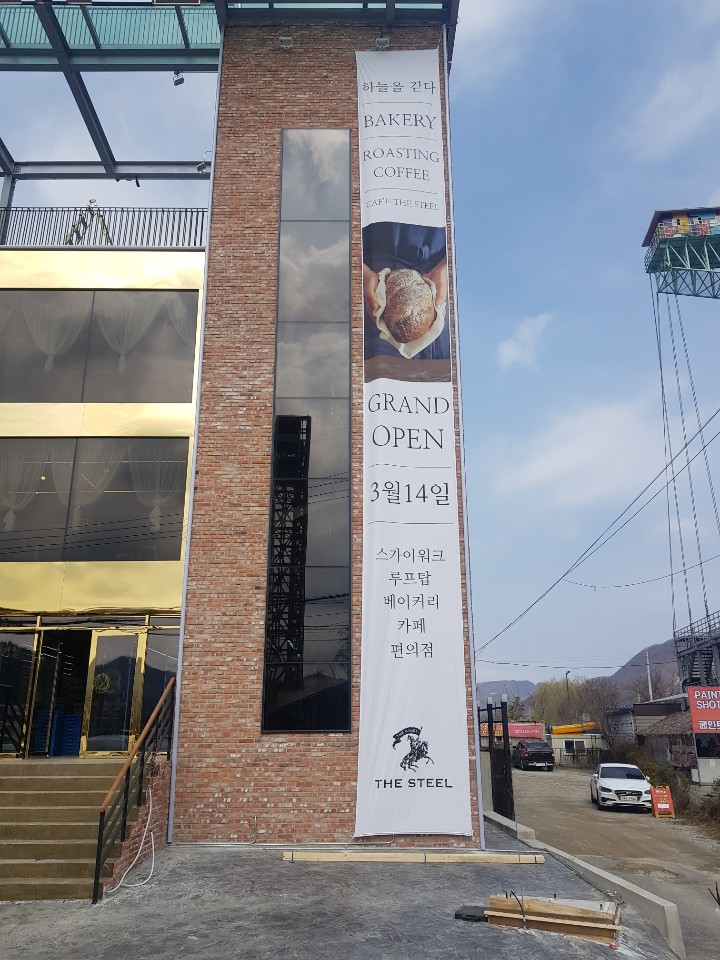 하늘을 걷다
BAKERY
ROASTING
COFFEE
CAFE THE STEEL
GRAND
OPEN
3월14일
스카이워크
루프탑
베이커리
카페
편의점
THE STEEL
PAINT
SHOT